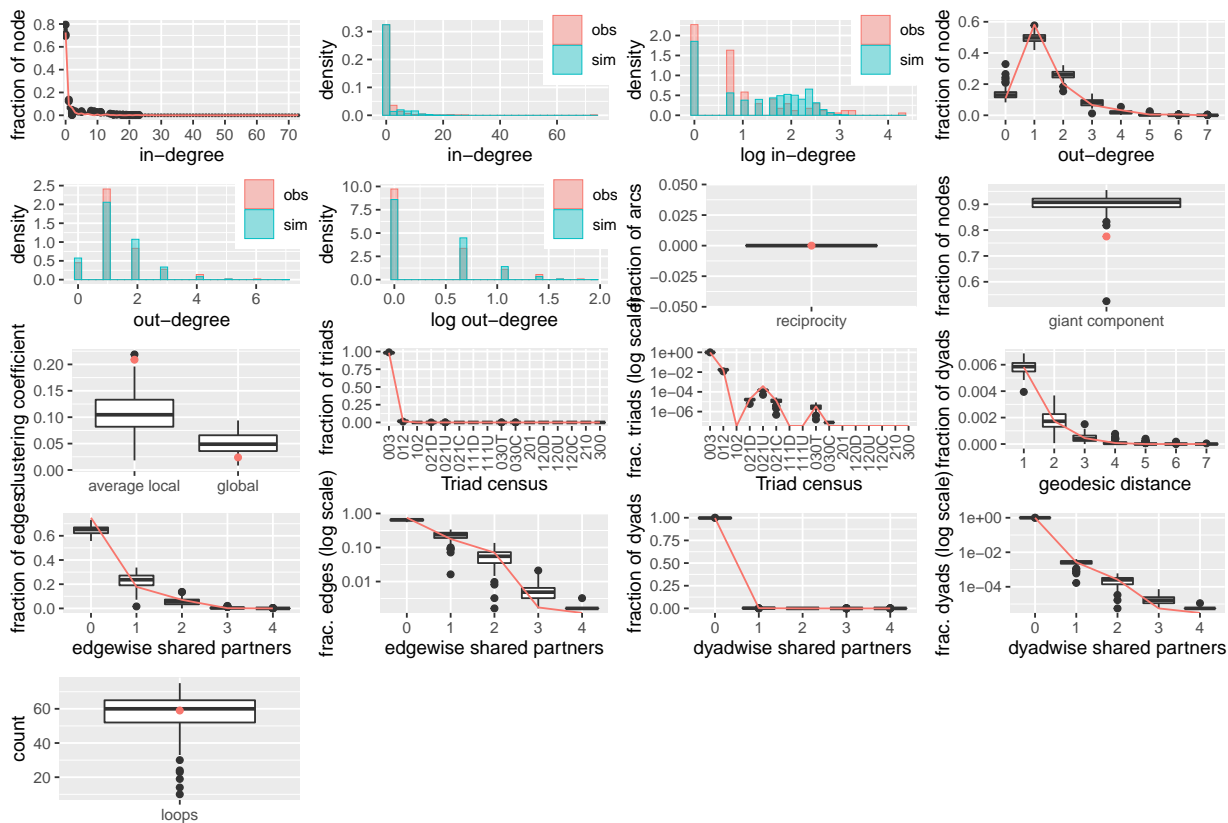 fraction of node
0.8
0.6
0.4
0.2
0.0
0 10 20 30 40 50 60 70
in−degree
density
0.3
0.2
0.1
0.0
0 20 40 60
in−degree
obs
sim
density
2.0
1.5
1.0
0.5
0.0
0 1 2 3 4
log in−degree
obs
sim
fraction of node
0.6
0.4
0.2
0.0
0 1 2 3 4 5 6 7
out−degree
density
2.5
2.0
1.5
1.0
0.5
0.0
0 2 4 6
out−degree
obs
sim
density
10.0
7.5
5.0
2.5
0.0
0.0 0.5 1.0 1.5 2.0
log out−degree
obs
sim
fraction of arcs
0.050
0.025
0.000
−0.025
−0.050
reciprocity
fraction of nodes
0.9
0.8
0.7
0.6
giant component
clustering coefficient
0.20
0.15
0.10
0.05
0.00
average local global
fraction of triads
1.00
0.75
0.50
0.25
0.00
003 012 102 021D 021U 021C 111D 111U 030T 030C 201 120D 120U 120C 210 300
Triad census
frac. triads (log scale)
1e+00
1e−02
1e−04
1e−06
003 012 102 021D 021U 021C 111D 111U 030T 030C 201 120D 120U 120C 210 300
Triad census
fraction of dyads
0.006
0.004
0.002
0.000
1 2 3 4 5 6 7
geodesic distance
fraction of edges
0.6
0.4
0.2
0.0
0 1 2 3 4
edgewise shared partners
frac. edges (log scale)
1.00
0.10
0.01
0 1 2 3 4
edgewise shared partners
fraction of dyads
1.00
0.75
0.50
0.25
0.00
0 1 2 3 4
dyadwise shared partners
frac. dyads (log scale)
1e+00
1e−02
1e−04
0 1 2 3 4
dyadwise shared partners
count
60
40
20
loops